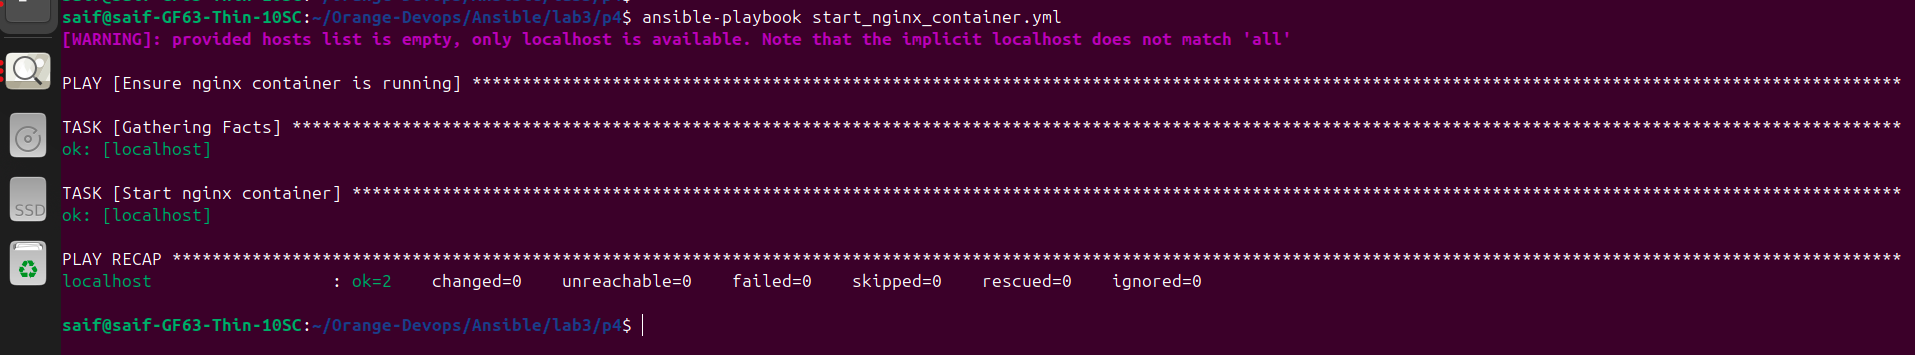 saif@saif-GF63-Thin-10SC:~/Orange-Devops/Ansible/lab3/p4$ ansible-playbook start_nginx_container.yml
[WARNING]: provided hosts list is empty, only localhost is available. Note that the implicit localhost does not match 'all'
PLAY [Ensure nginx container is running] ***********************************************************************************************************************************************
TASK [Gathering Facts] *****************************************************************************************************************************************************************
ok: [localhost]
TASK [Start nginx container] ***********************************************************************************************************************************************************
ok: [localhost]
SSD
PLAY RECAP *****************************************************************************************************************************************************************************
localhost                  : ok=2    changed=0    unreachable=0    failed=0    skipped=0    rescued=0    ignored=0
saif@saif-GF63-Thin-10SC:~/Orange-Devops/Ansible/lab3/p4$